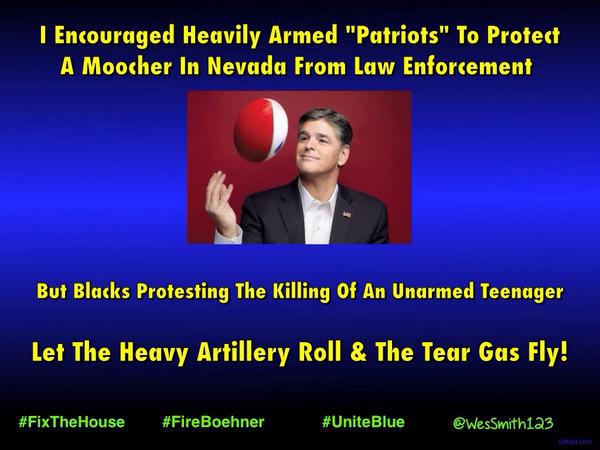 I Encouraged Heavily Armed "Patriots" To Protect
A Moocher In Nevada From Law Enforcement
But Blacks Protesting The Killing Of An Unarmed Teenager
Let The Heavy Artillery Roll & The Tear Gas Fly!
#FixTheHouse #FireBoehner #UniteBlue @WesSmith123